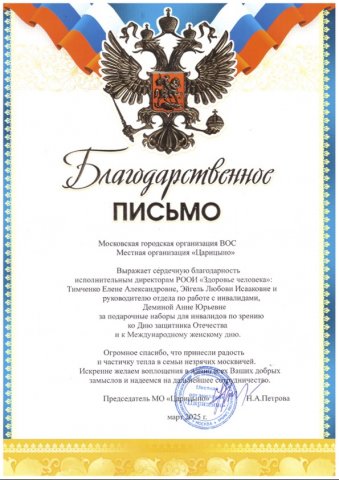 Благодарственное
ПИСЬМО
Московская городская организация ВОС
Местная организация «Царицыно»
Выражает сердечную благодарность
исполнительным директорам РООИ «Здоровье человека»:
Тимченко Елене Александровне, Эйгель Любови Исааковне и
руководителю отдела по работе с инвалидами,
Деминой Анне Юрьевне
за подарочные наборы для инвалидов по зрению
ко Дню защитника Отечества
и к Международному женскому дню.
Огромное спасибо, что принесли радость
и частичку тепла в семьи незрячих москвичей.
Искренне желаем воплощения в жизнь всех Ваших добрых
замыслов и надеемся на дальнейшее сотрудничество.
Председатель МО «Царицыно» Н.А.Петрова
март 2025 г.